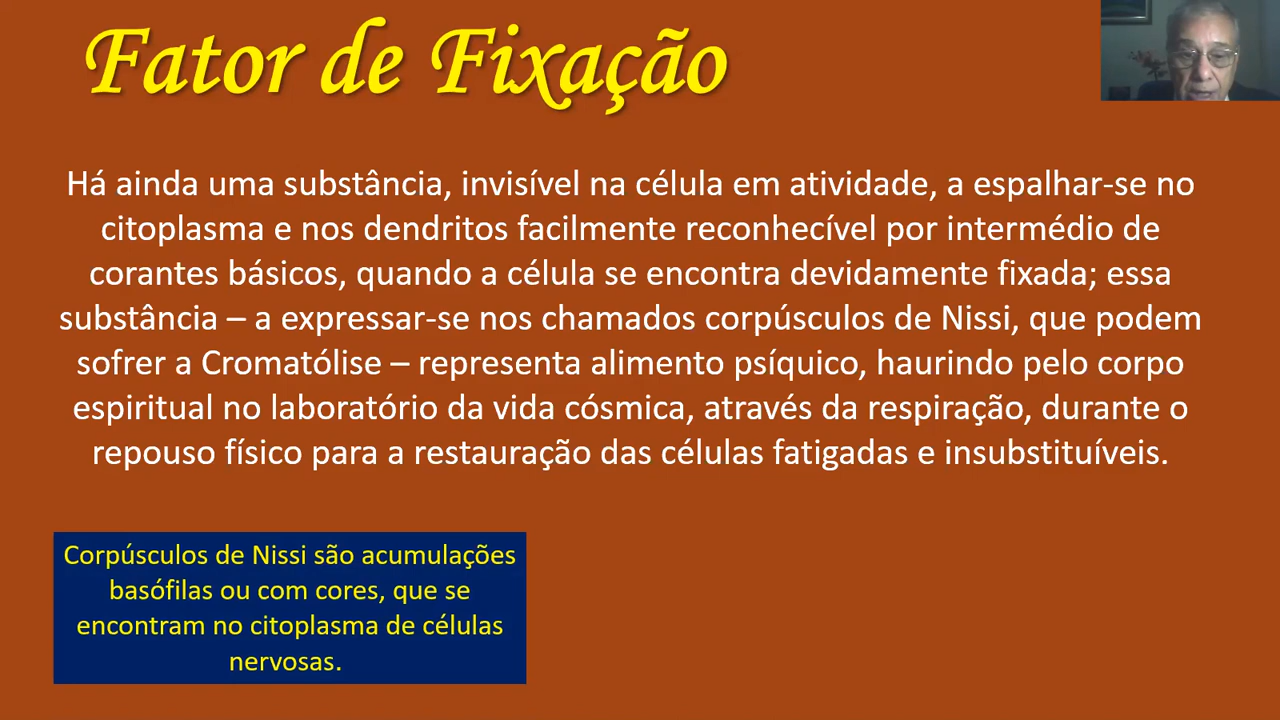 Fator de Fixação
Há ainda uma substância, invisível na célula em atividade, a espalhar-se no
citoplasma e nos dendritos facilmente reconhecível por intermédio de
corantes básicos, quando a célula se encontra devidamente fixada; essa
substância – a expressar-se nos chamados corpúsculos de Nissi, que podem
sofrer a Cromatólise – representa alimento psíquico, haurindo pelo corpo
espiritual no laboratório da vida cósmica, através da respiração, durante o
repouso físico para a restauração das células fatigadas e insubstituíveis.
Corpúsculos de Nissi são acumulações
basófilas ou com cores, que se
encontram no citoplasma de células
nervosas.